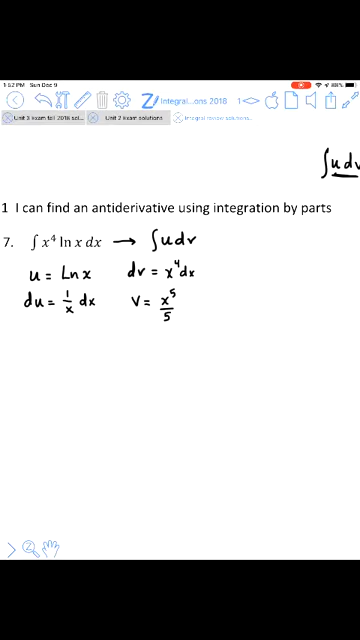 1:52 PM Sun Dec 9
Integral...ons 2018
Unit 3 exam fall 2018 sol...
Unit 2 exam solutions
Integral review solutions...
∫udv
1 I can find an antiderivative using integration by parts
7. ∫ x⁴ ln x dx → ∫udv
u = Ln x dv = x⁴dx
du = 1/x dx v = x⁵/5